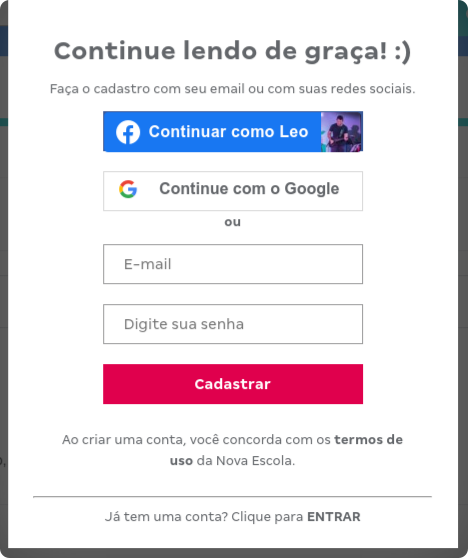 Continue lendo de graça! :)
Faça o cadastro com seu email ou com suas redes sociais.
Continuar como Leo
Continue com o Google
ou
E-mail
Digite sua senha
Cadastrar
Ao criar uma conta, você concorda com os termos de
uso da Nova Escola.
Já tem uma conta? Clique para ENTRAR